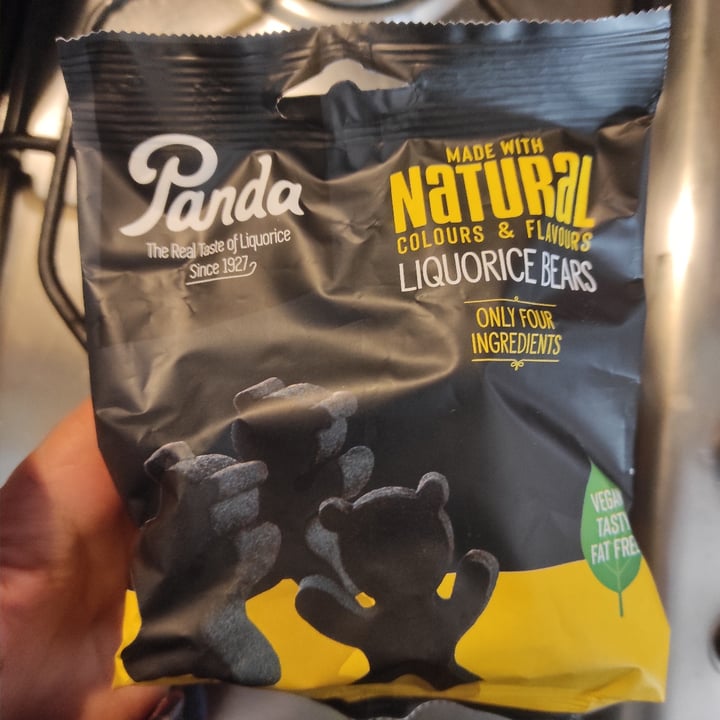 Panda
The Real Taste of Liquorice
Since 1927
MADE WITH
NaTURaL
COLOURS & FLAVOURS
LIQUORICE BEARS
ONLY FOUR
INGREDIENTS
VEGAN
TASTY
FAT FREE